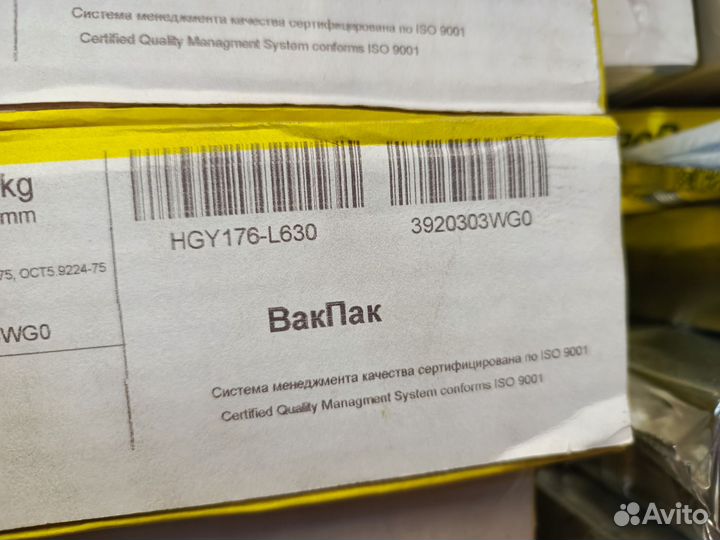 Система менеджмента качества сертифицирована по ISO 9001
Certified Quality Managment System conforms ISO 9001
kg
mm
75, ОСТ5.9224-75
WG0
HGY176-L630
3920303WG0
ВакПак
Система менеджмента качества сертифицирована по ISO 9001
Certified Quality Managment System conforms ISO 9001
Avito